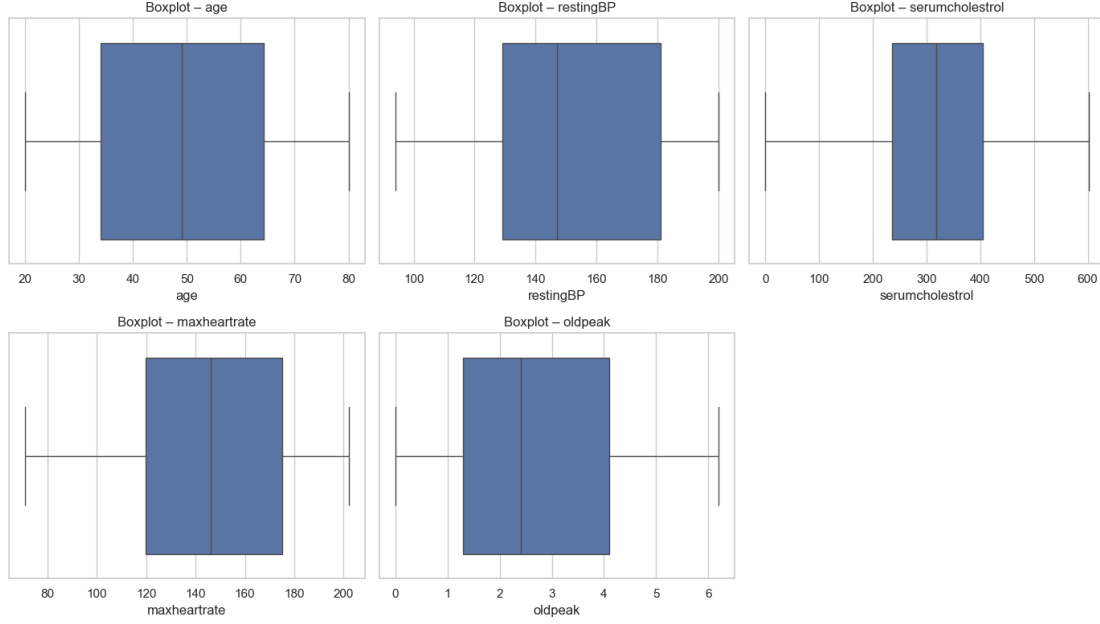 Boxplot – age
20 30 40 50 60 70 80
age
Boxplot – restingBP
100 120 140 160 180 200
restingBP
Boxplot – serumcholestrol
0 100 200 300 400 500 600
serumcholestrol
Boxplot – maxheartrate
80 100 120 140 160 180 200
maxheartrate
Boxplot – oldpeak
0 1 2 3 4 5 6
oldpeak